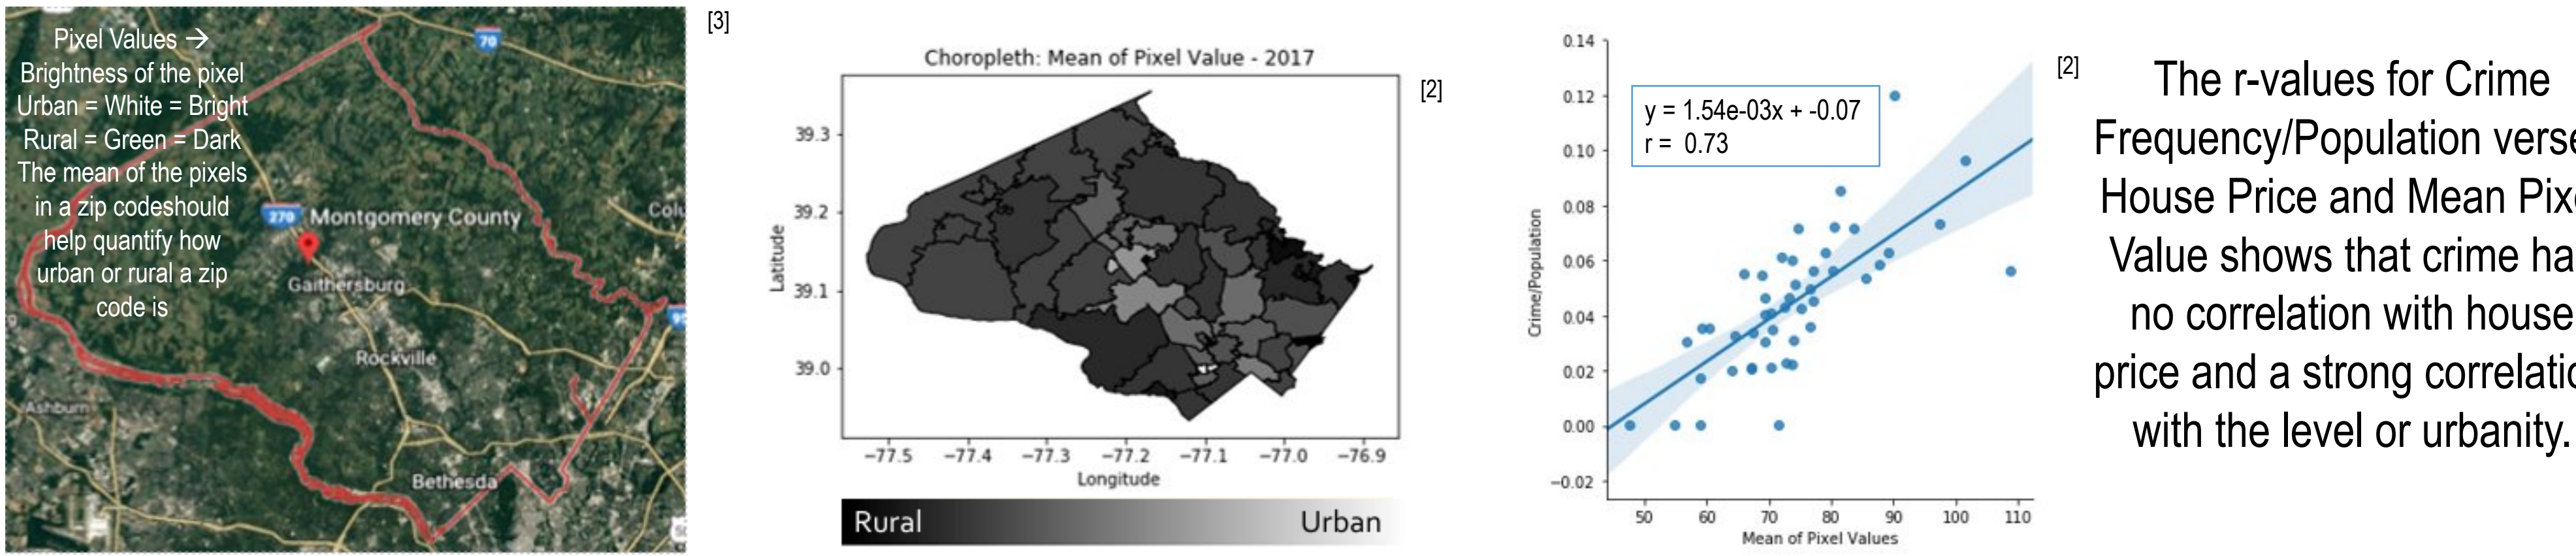 Pixel Values →
Brightness of the pixel
Urban = White = Bright
Rural = Green = Dark
The mean of the pixels
in a zip codeshould
help quantify how
urban or rural a zip
code is
70
270
Montgomery County
Colu
Gaithersburg
95
Rockville
Ashburn
Bethesda
[3]
Choropleth: Mean of Pixel Value - 2017
[2]
Latitude
39.3
39.2
39.1
39.0
−77.5 −77.4 −77.3 −77.2 −77.1 −77.0 −76.9
Longitude
Rural Urban
0.14
0.12
0.10
0.08
0.06
0.04
0.02
0.00
−0.02
Crime/Population
y = 1.54e-03x + -0.07
r = 0.73
50 60 70 80 90 100 110
Mean of Pixel Values
[2]
The r-values for Crime
Frequency/Population verse
House Price and Mean Pixe
Value shows that crime ha
no correlation with house
price and a strong correlatio
with the level or urbanity.